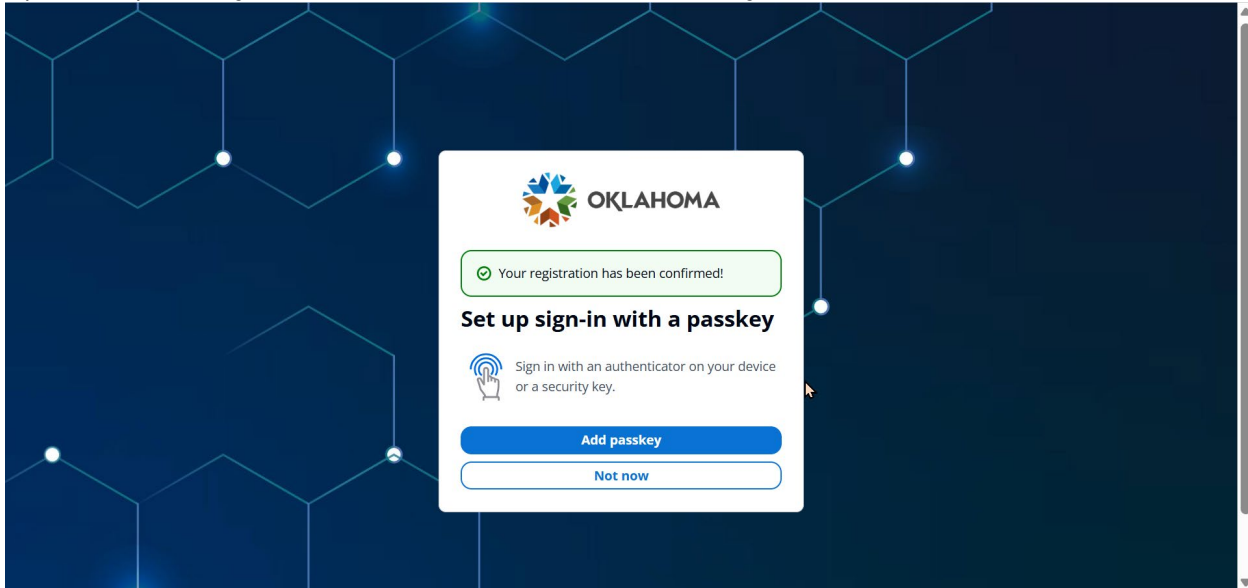 OKLAHOMA
Your registration has been confirmed!
Set up sign-in with a passkey
Sign in with an authenticator on your device
or a security key.
Add passkey
Not now